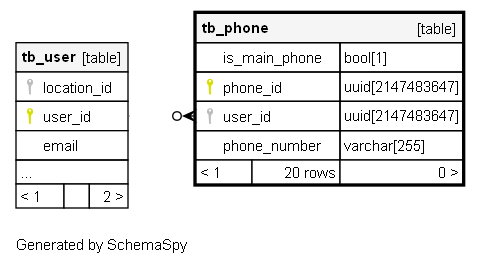 tb_user [table]
location_id
user_id
email
...
< 1 2 >
tb_phone [table]
is_main_phone bool[1]
phone_id uuid[2147483647]
user_id uuid[2147483647]
phone_number varchar[255]
< 1 20 rows 0 >
Generated by SchemaSpy